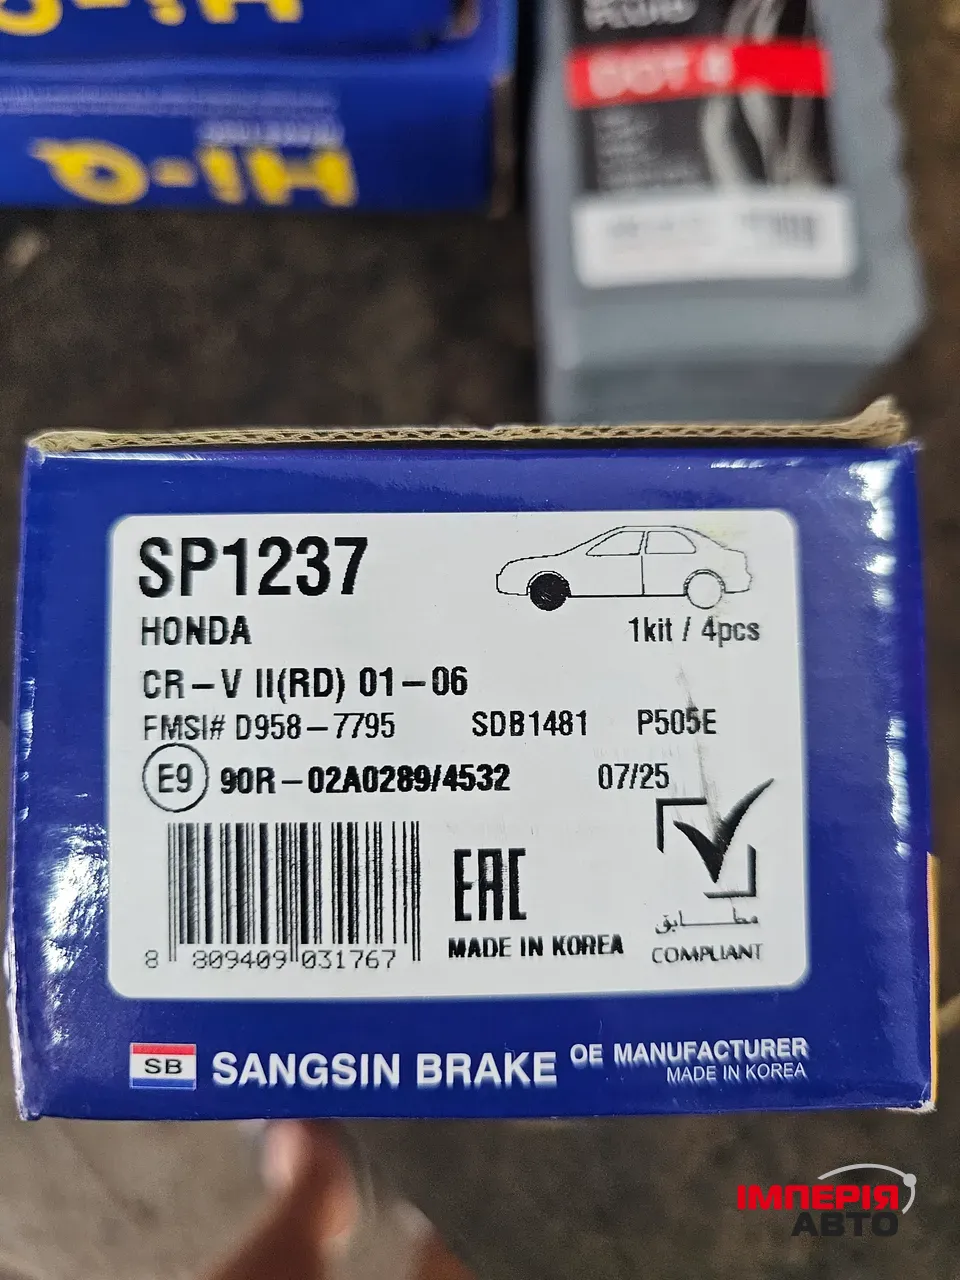 Hi-Q
FLUID
DOT 4
SP1237
HONDA
1kit / 4pcs
CR-V II(RD) 01-06
FMSI# D958-7795 SDB1481 P505E
E9 90R-02A0289/4532 07/25
EAC
مطابق
8 809409 031767
MADE IN KOREA
COMPLIANT
SB SANGSIN BRAKE OE MANUFACTURER
MADE IN KOREA
ІМПЕРІЯ
АВТО